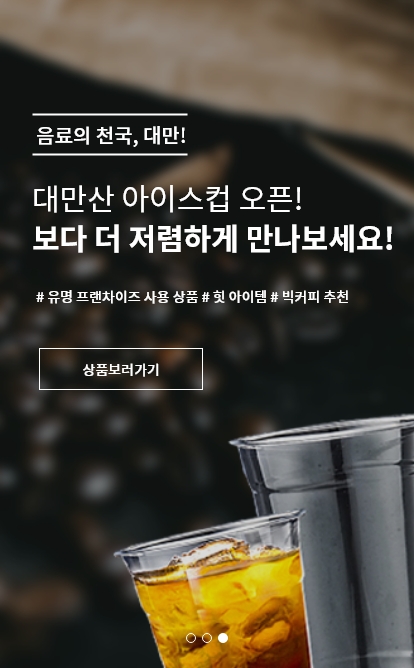 음료의 천국, 대만!
대만산 아이스컵 오픈!
보다 더 저렴하게 만나보세요!
# 유명 프랜차이즈 사용 상품 # 힛 아이템 # 빅커피 추천
상품보러가기